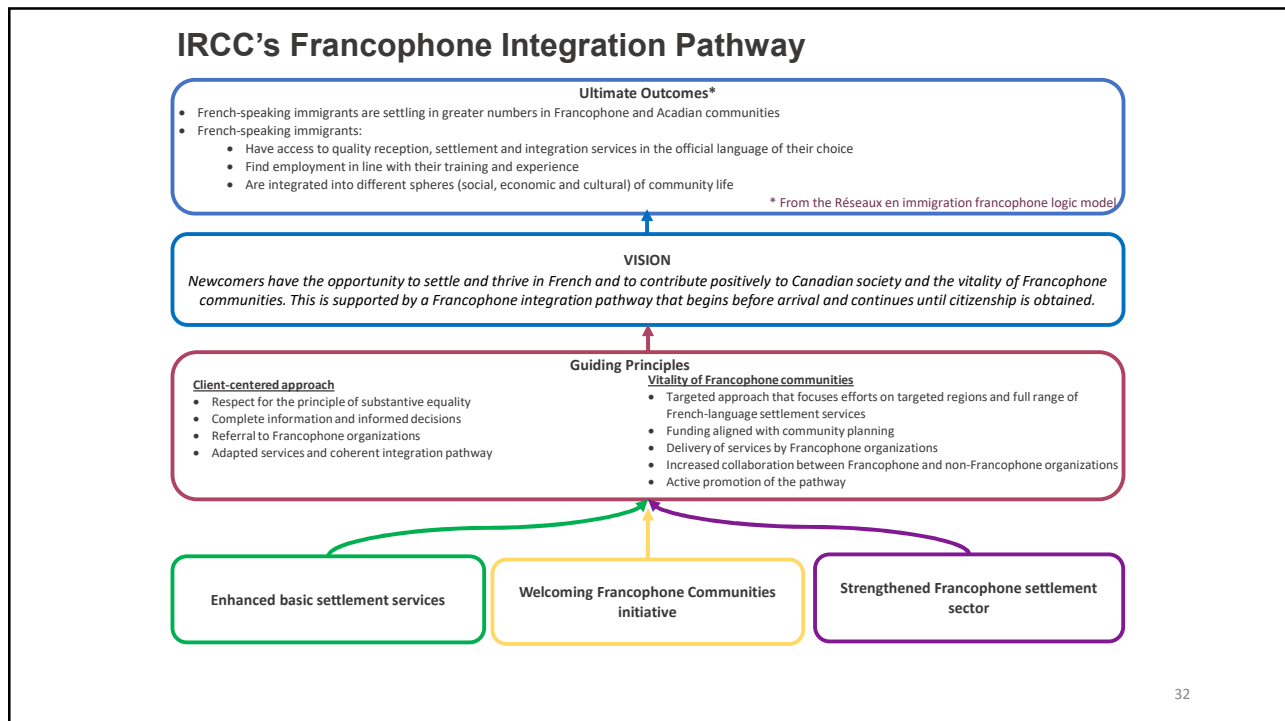 IRCC’s Francophone Integration Pathway
Ultimate Outcomes*
• French-speaking immigrants are settling in greater numbers in Francophone and Acadian communities
• French-speaking immigrants:
• Have access to quality reception, settlement and integration services in the official language of their choice
• Find employment in line with their training and experience
• Are integrated into different spheres (social, economic and cultural) of community life
* From the Réseaux en immigration francophone logic model
VISION
Newcomers have the opportunity to settle and thrive in French and to contribute positively to Canadian society and the vitality of Francophone
communities. This is supported by a Francophone integration pathway that begins before arrival and continues until citizenship is obtained.
Guiding Principles
Client-centered approach
• Respect for the principle of substantive equality
• Complete information and informed decisions
• Referral to Francophone organizations
• Adapted services and coherent integration pathway
Vitality of Francophone communities
• Targeted approach that focuses efforts on targeted regions and full range of
French-language settlement services
• Funding aligned with community planning
• Delivery of services by Francophone organizations
• Increased collaboration between Francophone and non-Francophone organizations
• Active promotion of the pathway
Enhanced basic settlement services
Welcoming Francophone Communities
initiative
Strengthened Francophone settlement
sector
32